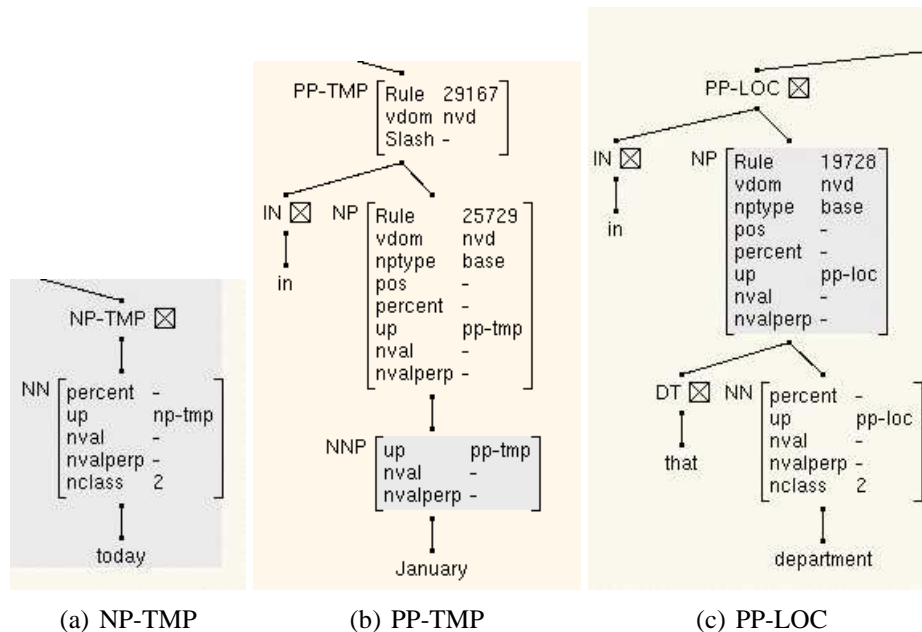 NP-TMP
NN
percent -
up np-tmp
nval -
nvalperp -
nclass 2
today
(a) NP-TMP
PP-TMP
Rule 29167
vdom nvd
Slash -
IN
in
NP
Rule 25729
vdom nvd
nptype base
pos -
percent -
up pp-tmp
nval -
nvalperp -
NNP
up pp-tmp
nval -
nvalperp -
January
(b) PP-TMP
PP-LOC
IN
in
NP
Rule 19728
vdom nvd
nptype base
pos -
percent -
up pp-loc
nval -
nvalperp -
DT
that
NN
percent -
up pp-loc
nval -
nvalperp -
nclass 2
department
(c) PP-LOC